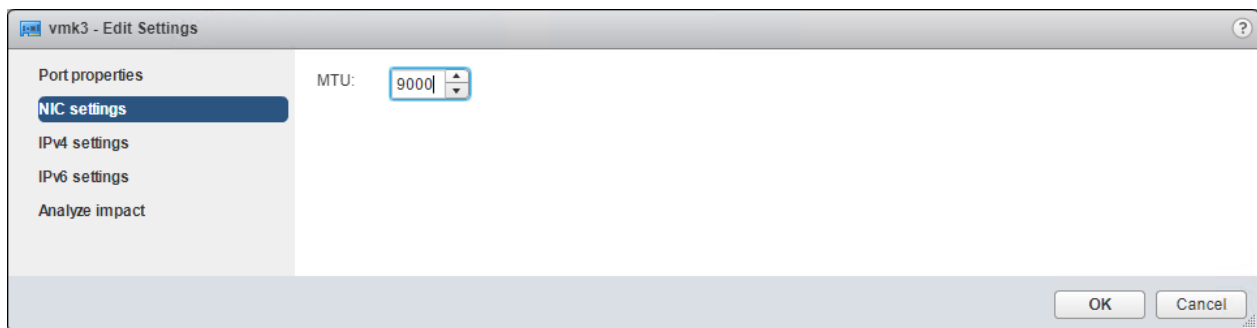 vmk3 - Edit Settings
?
Port properties
NIC settings
IPv4 settings
IPv6 settings
Analyze impact
MTU: 9000
OK Cancel